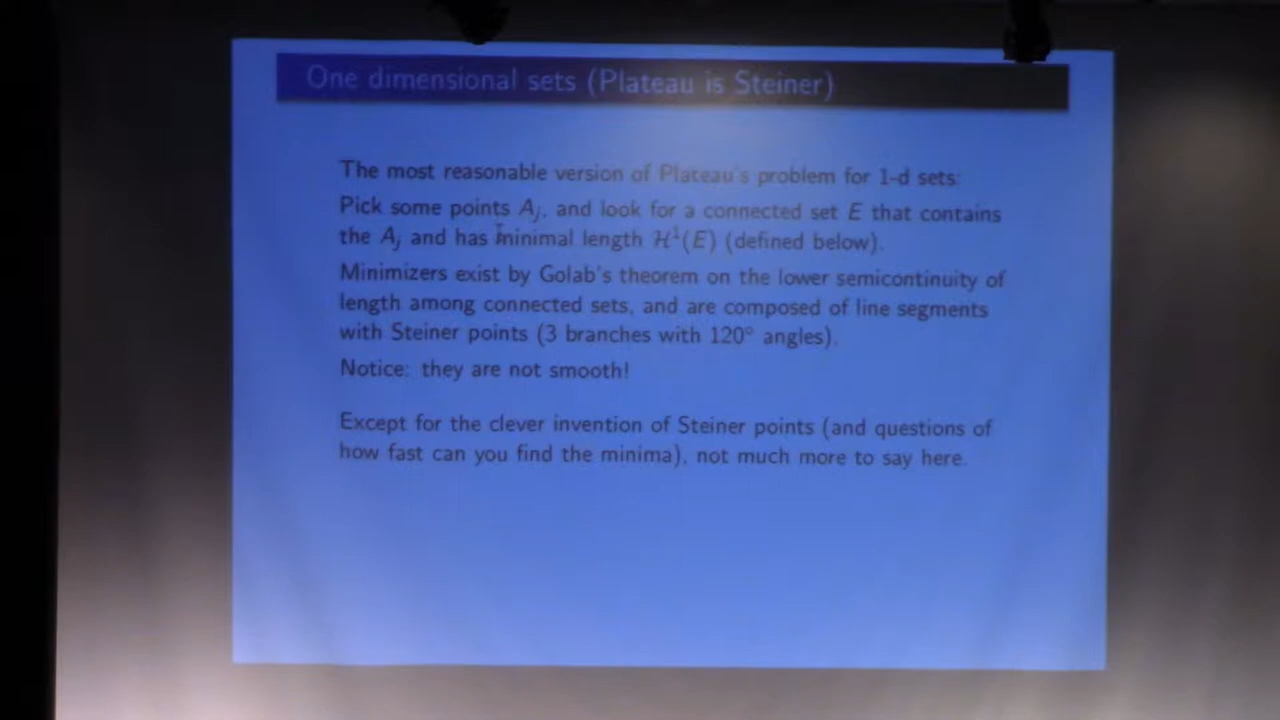 One dimensional sets (Plateau is Steiner)
The most reasonable version of Plateau's problem for 1-d sets:
Pick some points Aⱼ, and look for a connected set E that contains
the Aⱼ and has minimal length ℋ¹(E) (defined below).
Minimizers exist by Golab's theorem on the lower semicontinuity of
length among connected sets, and are composed of line segments
with Steiner points (3 branches with 120° angles).
Notice: they are not smooth!
Except for the clever invention of Steiner points (and questions of
how fast can you find the minima), not much more to say here.